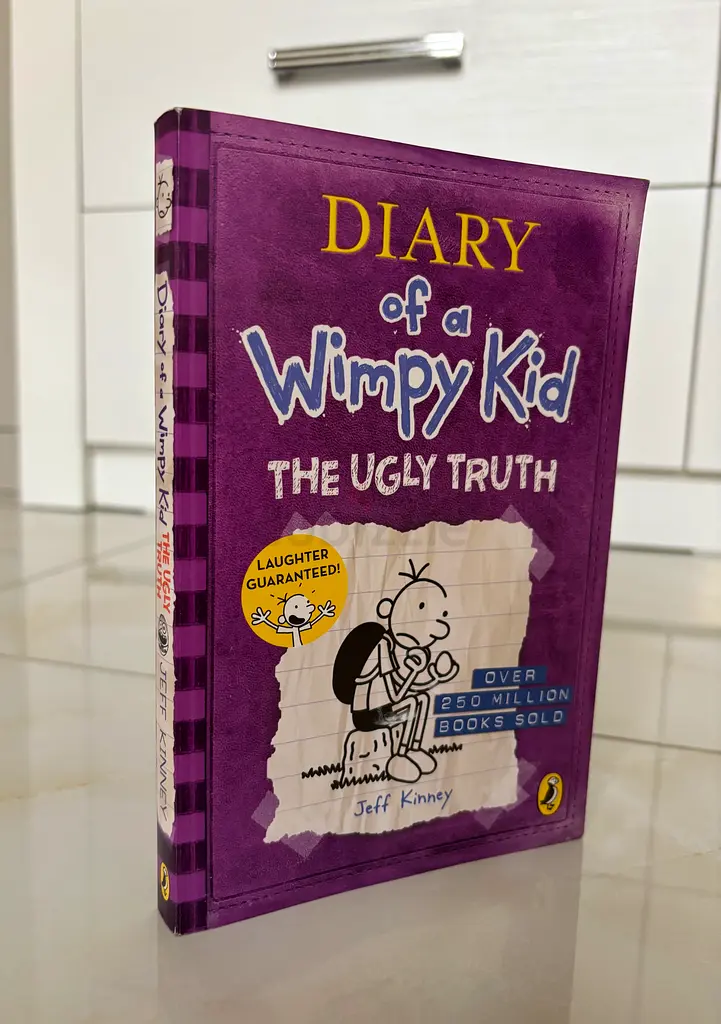 DIARY
of a
Wimpy Kid
THE UGLY TRUTH
LAUGHTER
GUARANTEED!
OVER
250 MILLION
BOOKS SOLD
Jeff Kinney
Diary of a Wimpy Kid
THE UGLY
TRUTH
JEFF KINNEY